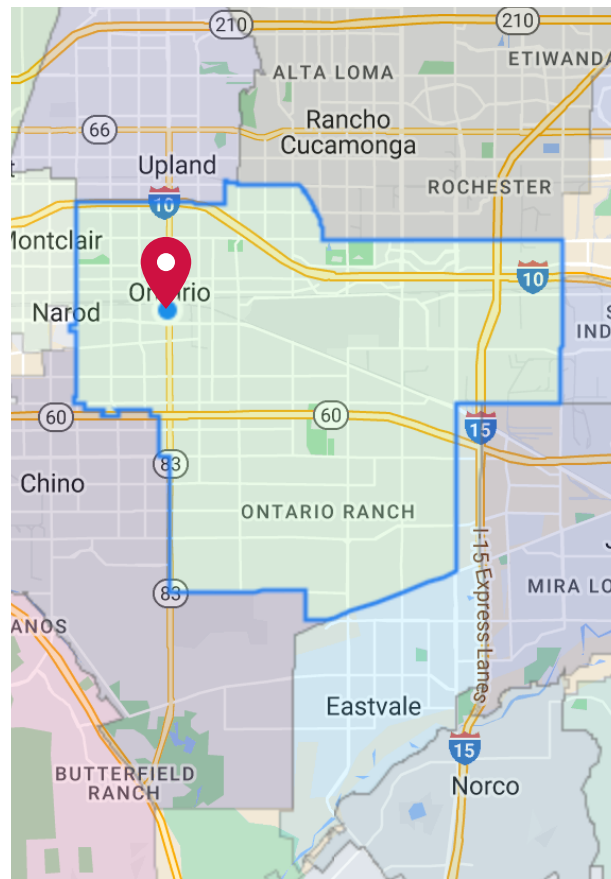 210
210
ETIWANDA
ALTA LOMA
Rancho
Cucamonga
66
Upland
ROCHESTER
10
Montclair
10
Ontario
Narod
S
IND
60
60
15
83
Chino
ONTARIO RANCH
I-15 Express Lanes
J
83
MIRA LO
ANOS
Eastvale
15
BUTTERFIELD
RANCH
Norco